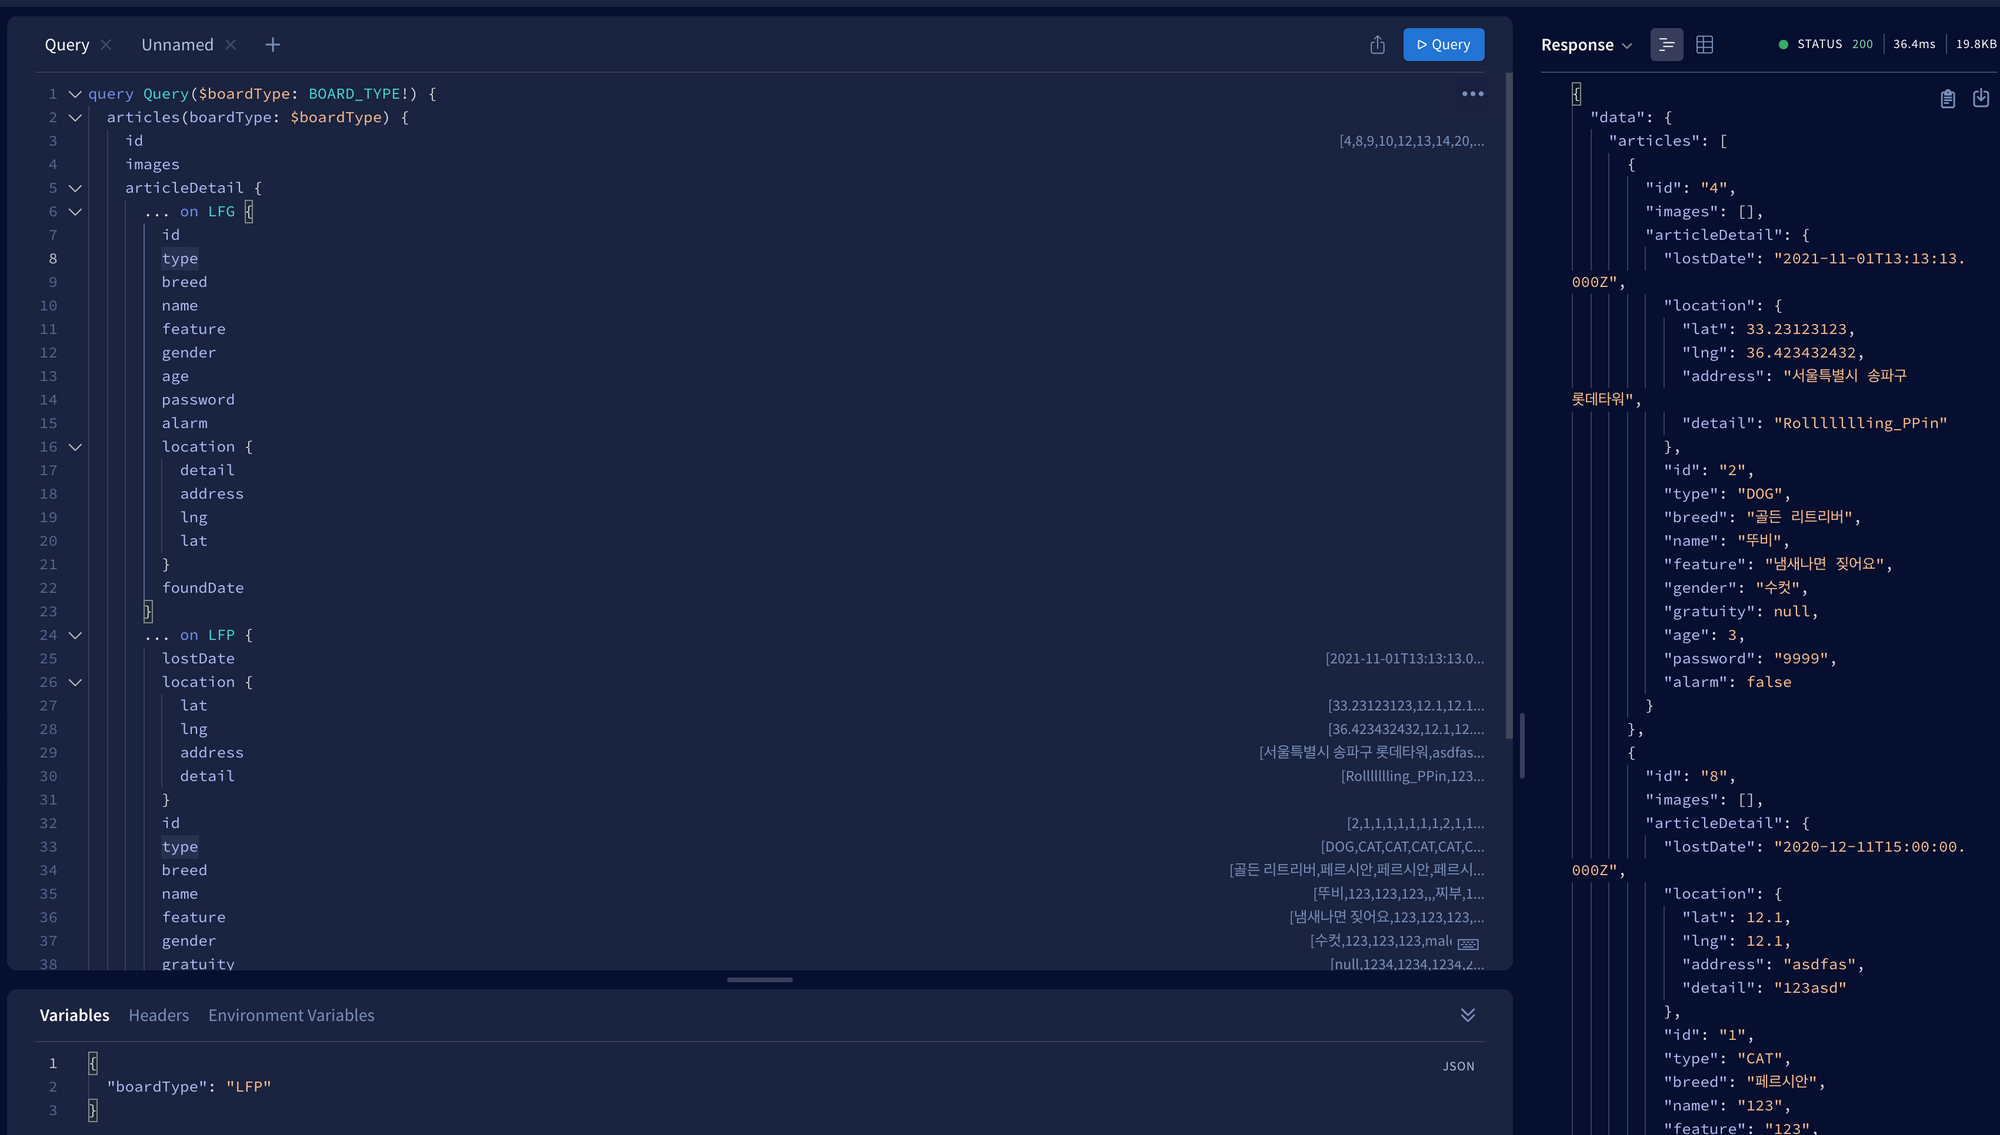 Query
Unnamed
Query
1 query Query($boardType: BOARD_TYPE!) {
2 articles(boardType: $boardType) {
3 id [4,8,9,10,12,13,14,20,...
4 images
5 articleDetail {
6 ... on LFG {
7 id
8 type
9 breed
10 name
11 feature
12 gender
13 age
14 password
15 alarm
16 location {
17 detail
18 address
19 lng
20 lat
21 }
22 foundDate
23 }
24 ... on LFP {
25 lostDate [2021-11-01T13:13:13.0...
26 location {
27 lat [33.23123123,12.1,12.1...
28 lng [36.423432432,12.1,12....
29 address [서울특별시 송파구 롯데타워,asdfas...
30 detail [Rollllllling_PPin,123...
31 }
32 id [2,1,1,1,1,1,1,1,2,1,1...
33 type [DOG,CAT,CAT,CAT,CAT,C...
34 breed [골든 리트리버,페르시안,페르시안,페르시...
35 name [뚜비,123,123,123,,,찌부,1...
36 feature [냄새나면 짖어요,123,123,123,...
37 gender [수컷,123,123,123,mal
38 gratuity [null,1234,1234,1234,2...
Variables
Headers
Environment Variables
JSON
1 {
2 "boardType": "LFP"
3 }
Response
STATUS 200
36.4ms
19.8KB
{
"data": {
"articles": [
{
"id": "4",
"images": [],
"articleDetail": {
"lostDate": "2021-11-01T13:13:13.
000Z",
"location": {
"lat": 33.23123123,
"lng": 36.423432432,
"address": "서울특별시 송파구
롯데타워",
"detail": "Rollllllling_PPin"
},
"id": "2",
"type": "DOG",
"breed": "골든 리트리버",
"name": "뚜비",
"feature": "냄새나면 짖어요",
"gender": "수컷",
"gratuity": null,
"age": 3,
"password": "9999",
"alarm": false
}
},
{
"id": "8",
"images": [],
"articleDetail": {
"lostDate": "2020-12-11T15:00:00.
000Z",
"location": {
"lat": 12.1,
"lng": 12.1,
"address": "asdfas",
"detail": "123asd"
},
"id": "1",
"type": "CAT",
"breed": "페르시안",
"name": "123",
"feature": "123",